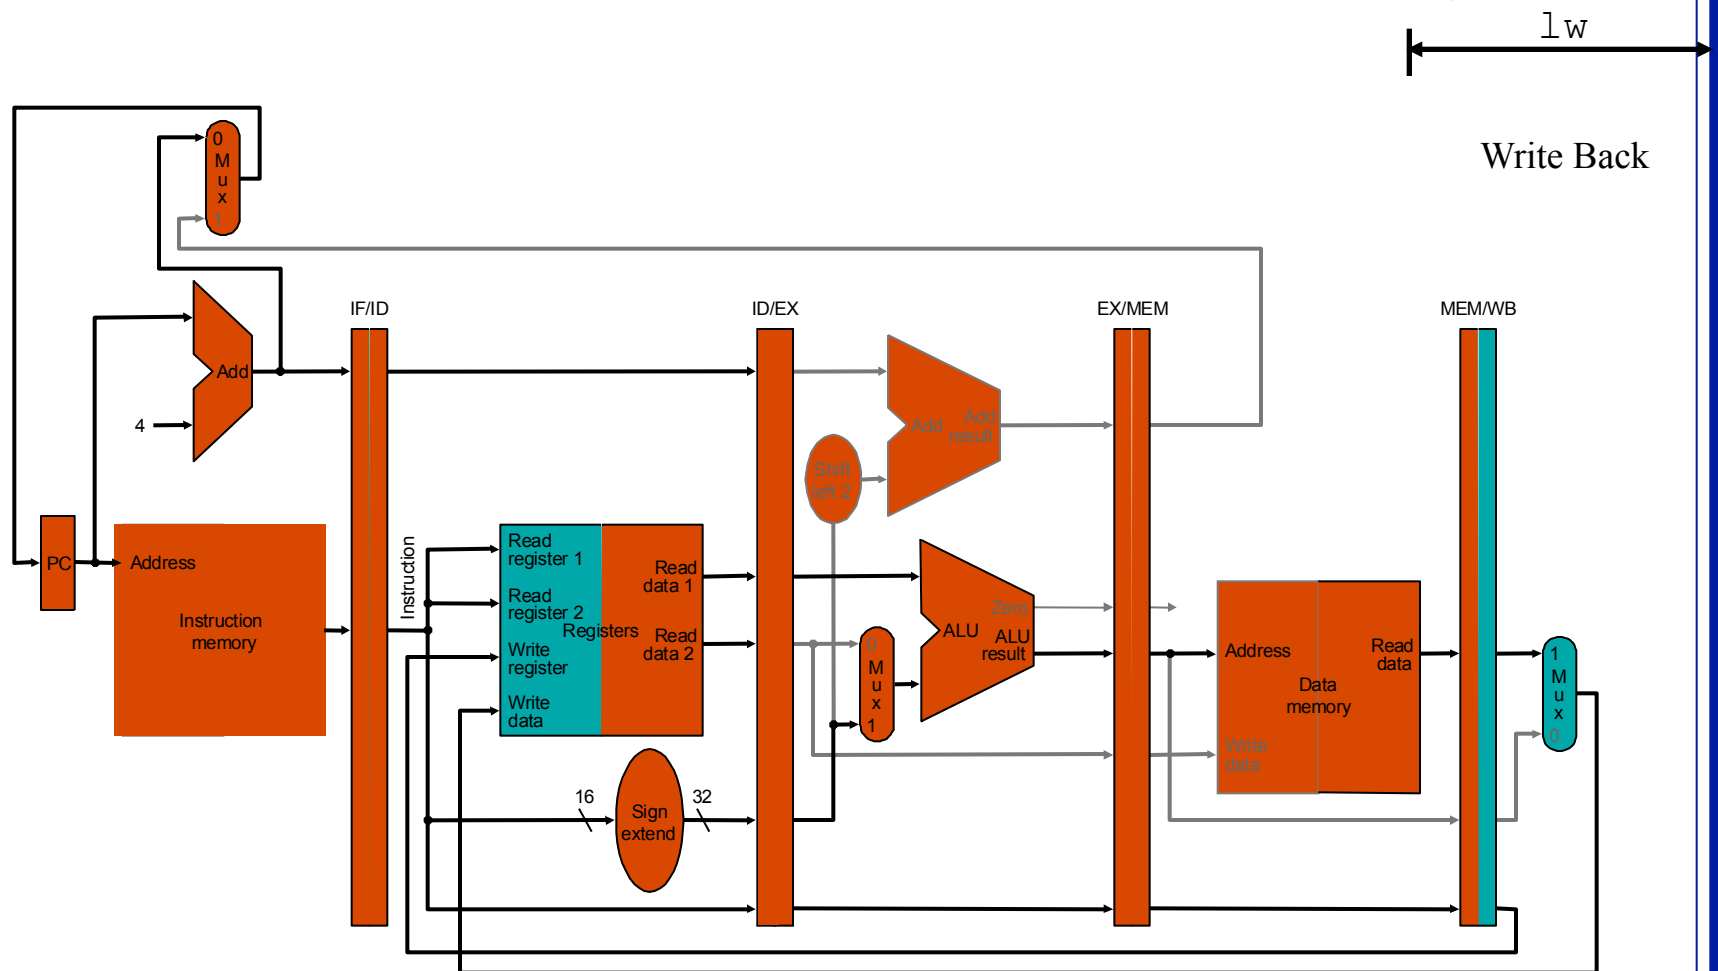 lw
Write Back
0
M
u
x
1
IF/ID
ID/EX
EX/MEM
MEM/WB
Add
4
Add
Add
result
Shift
left 2
PC
Address
Instruction
memory
Instruction
Read
register 1
Read
register 2
Registers
Write
register
Write
data
Read
data 1
Read
data 2
16
Sign
extend
32
0
M
u
x
1
Zero
ALU
ALU
result
Address
Read
data
Data
memory
Write
data
1
M
u
x
0